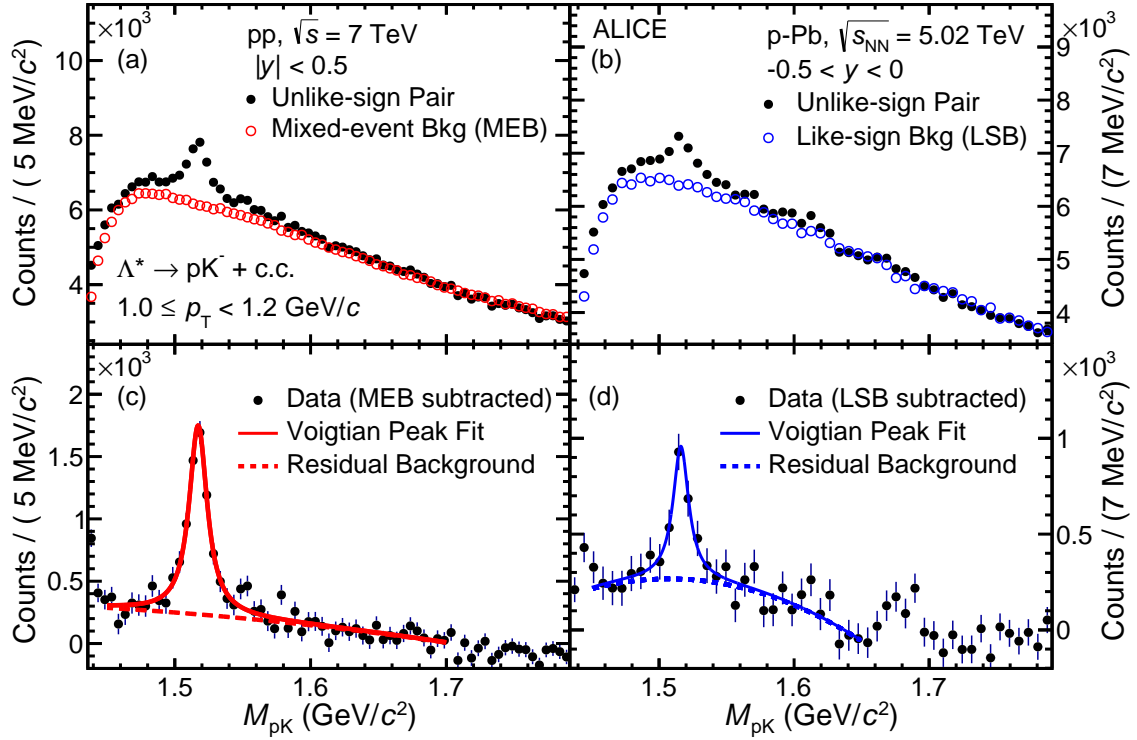 ×10³
pp, √s = 7 TeV
(a)
|y| < 0.5
Unlike-sign Pair
Mixed-event Bkg (MEB)
Λ* → pK⁻ + c.c.
1.0 ≤ p_T < 1.2 GeV/c
Counts / ( 5 MeV/c²)
10
8
6
4
ALICE
p-Pb, √s_NN = 5.02 TeV
(b)
-0.5 < y < 0
Unlike-sign Pair
Like-sign Bkg (LSB)
×10³
9
8
7
6
5
4
Counts / (7 MeV/c²)
×10³
(c)
Data (MEB subtracted)
Voigtian Peak Fit
Residual Background
Counts / ( 5 MeV/c²)
2
1.5
1
0.5
0
1.5
1.6
1.7
M_pK (GeV/c²)
(d)
Data (LSB subtracted)
Voigtian Peak Fit
Residual Background
×10³
1
0.5
0
Counts / (7 MeV/c²)
1.5
1.6
1.7
M_pK (GeV/c²)